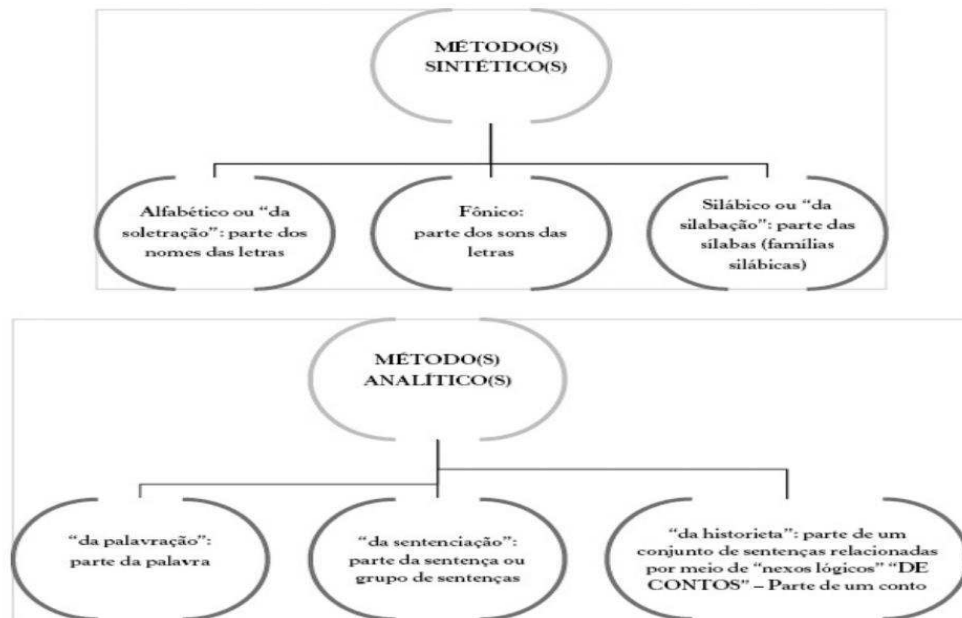 MÉTODO(S)
SINTÉTICO(S)
Alfabético ou “da
soletração”: parte dos
nomes das letras
Fônico:
parte dos sons das
letras
Silábico ou “da
silabação”: parte das
sílabas (famílias
silábicas)
MÉTODO(S)
ANALÍTICO(S)
“da palavração”:
parte da palavra
“da sentenciação”:
parte da sentença ou
grupo de sentenças
“da historieta”: parte de um
conjunto de sentenças relacionadas
por meio de “nexos lógicos” “DE
CONTOS” – Parte de um conto